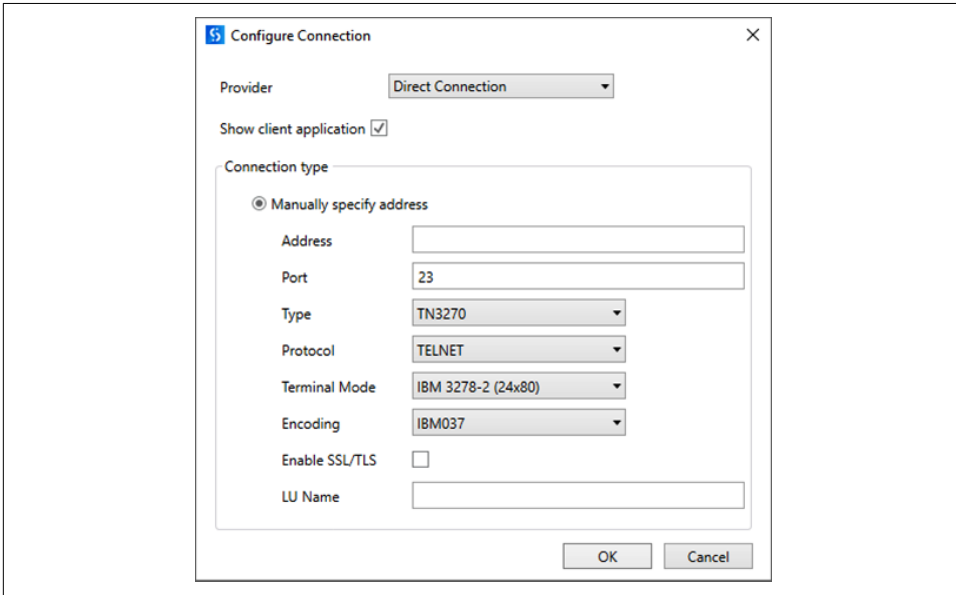 Configure Connection
Provider Direct Connection
Show client application
Connection type
Manually specify address
Address
Port 23
Type TN3270
Protocol TELNET
Terminal Mode IBM 3278-2 (24x80)
Encoding IBM037
Enable SSL/TLS
LU Name
OK Cancel